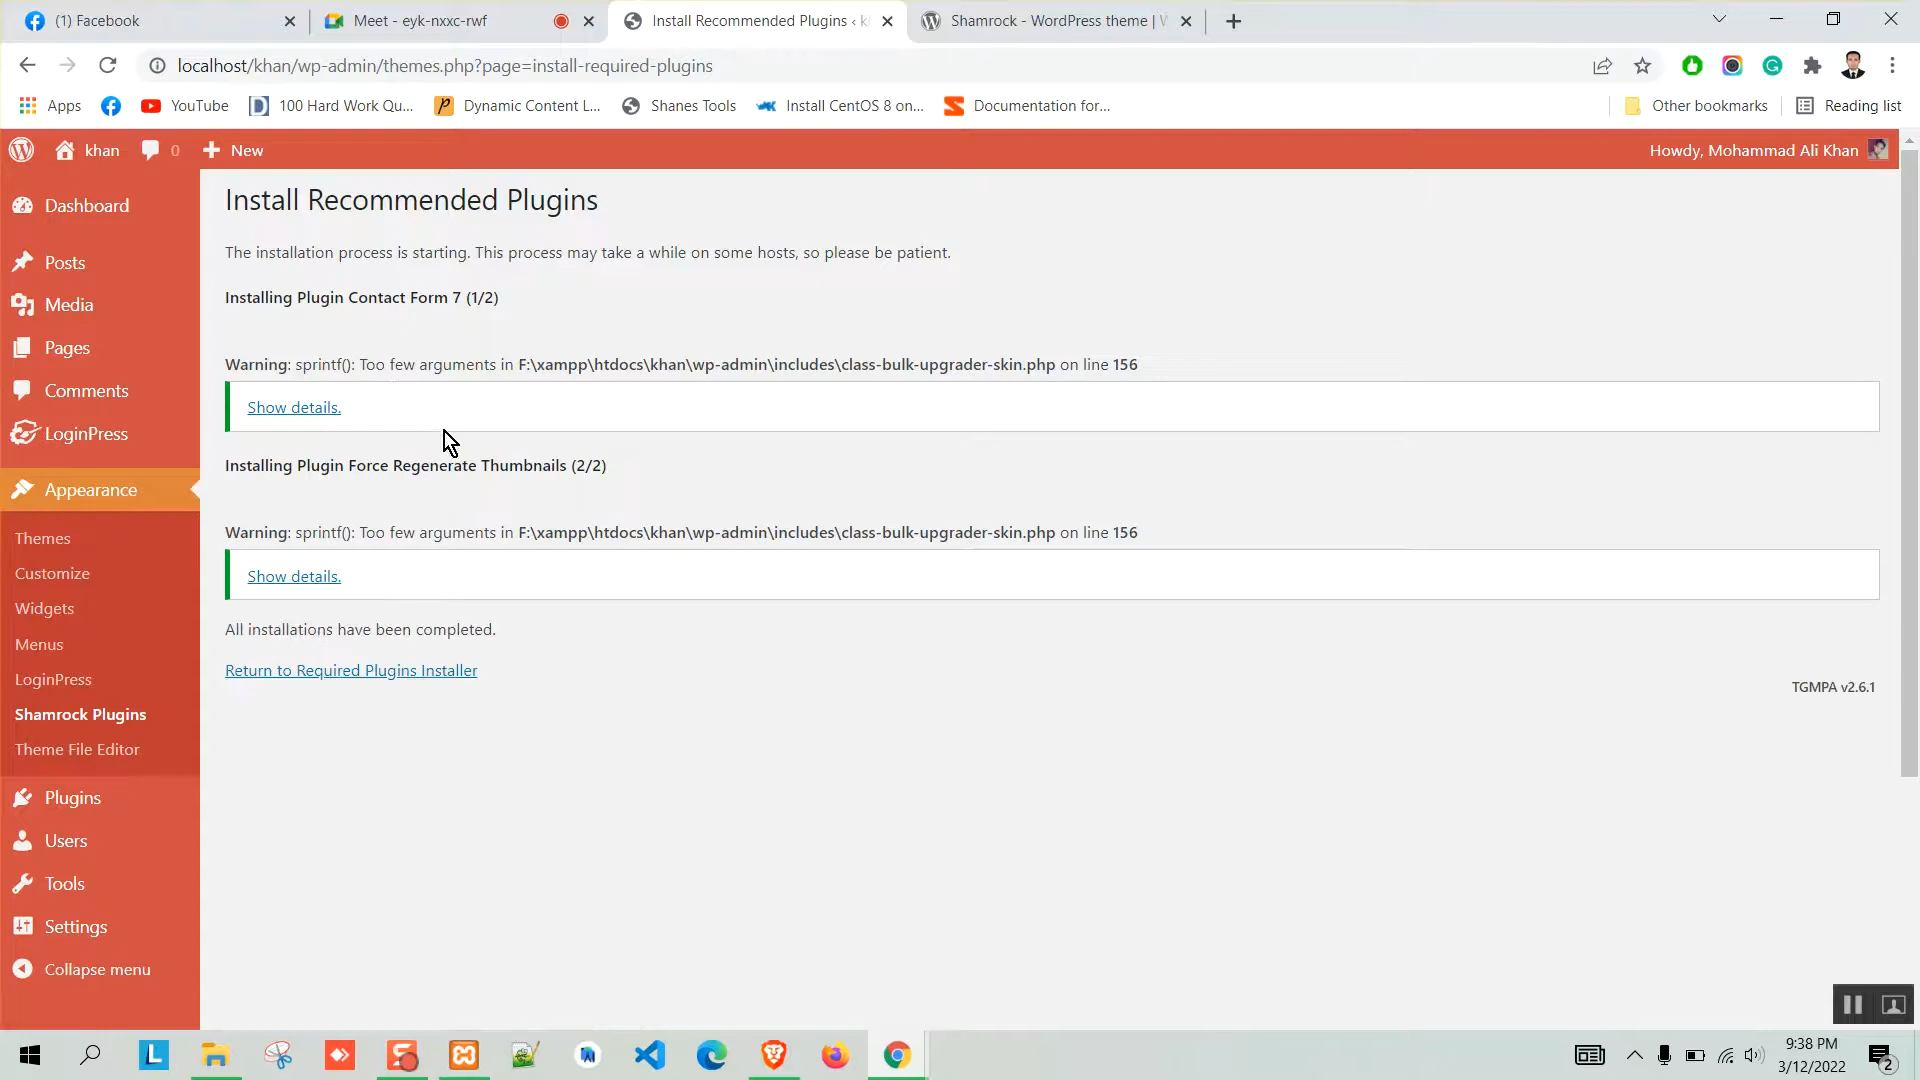 (1) Facebook
Meet - eyk-nxxc-rwf
Install Recommended Plugins ‹ k
Shamrock - WordPress theme | W
localhost/khan/wp-admin/themes.php?page=install-required-plugins
Apps
YouTube
100 Hard Work Qu...
Dynamic Content L...
Shanes Tools
Install CentOS 8 on...
Documentation for...
Other bookmarks
Reading list
khan
0
New
Howdy, Mohammad Ali Khan
Dashboard
Posts
Media
Pages
Comments
LoginPress
Appearance
Themes
Customize
Widgets
Menus
LoginPress
Shamrock Plugins
Theme File Editor
Plugins
Users
Tools
Settings
Collapse menu
Install Recommended Plugins
The installation process is starting. This process may take a while on some hosts, so please be patient.
Installing Plugin Contact Form 7 (1/2)
Warning: sprintf(): Too few arguments in F:\xampp\htdocs\khan\wp-admin\includes\class-bulk-upgrader-skin.php on line 156
Show details.
Installing Plugin Force Regenerate Thumbnails (2/2)
Warning: sprintf(): Too few arguments in F:\xampp\htdocs\khan\wp-admin\includes\class-bulk-upgrader-skin.php on line 156
Show details.
All installations have been completed.
Return to Required Plugins Installer
TGMPA v2.6.1
9:38 PM
3/12/2022
2